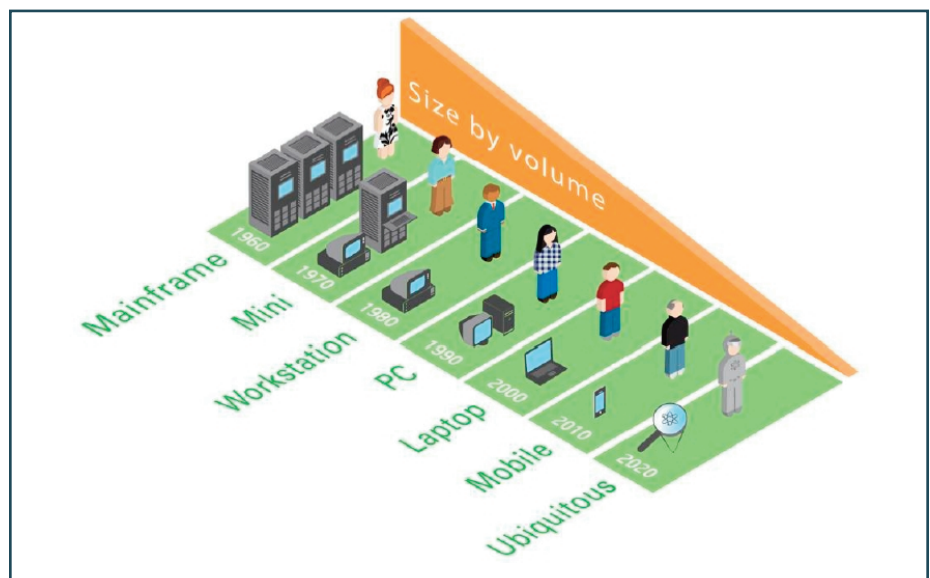 Size by volume
1960
Mainframe
1970
Mini
1980
Workstation
1990
PC
2000
Laptop
2010
Mobile
2020
Ubiquitous